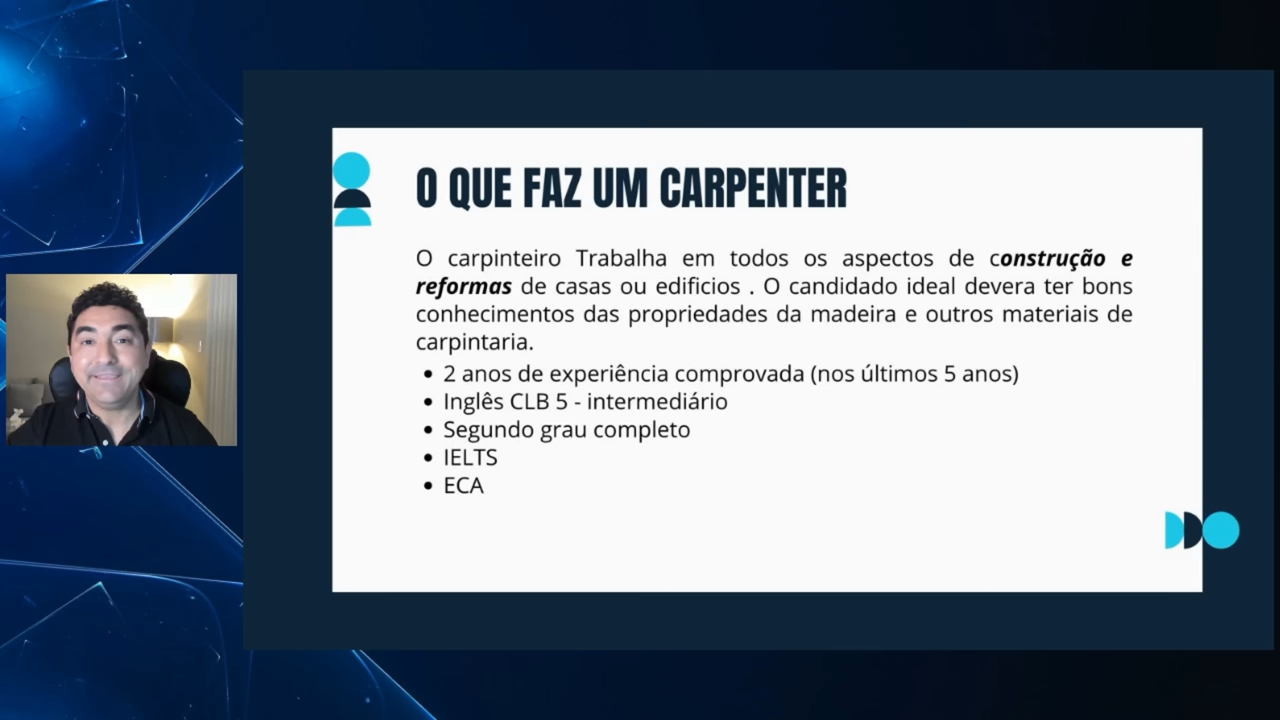 O QUE FAZ UM CARPENTER
O carpinteiro Trabalha em todos os aspectos de construção e
reformas de casas ou edificios . O candidado ideal devera ter bons
conhecimentos das propriedades da madeira e outros materiais de
carpintaria.
• 2 anos de experiência comprovada (nos últimos 5 anos)
• Inglês CLB 5 - intermediário
• Segundo grau completo
• IELTS
• ECA